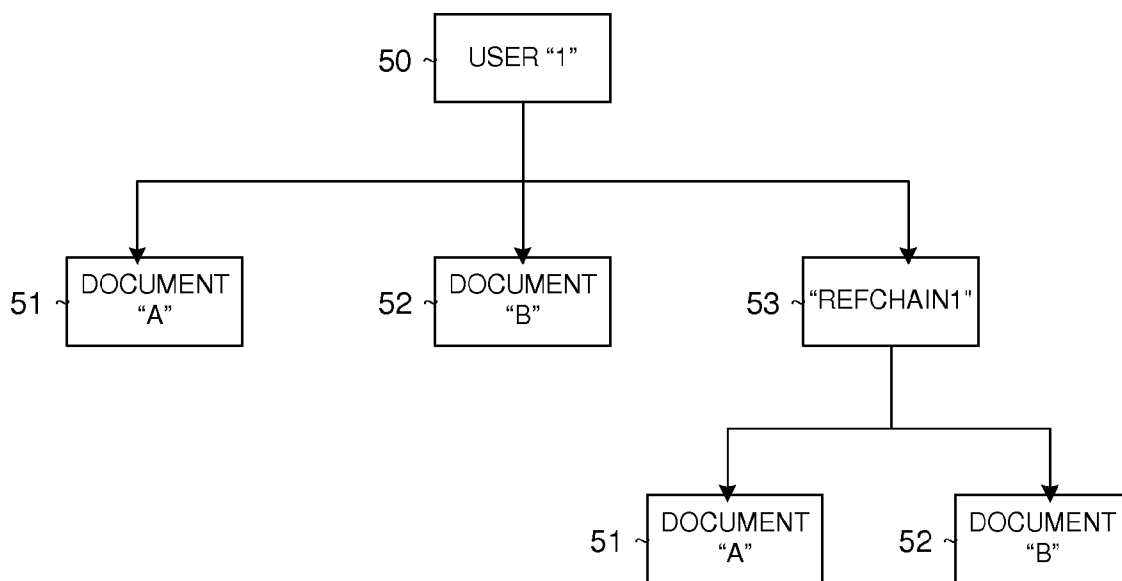 50 ~ USER “1”
DOCUMENT
“A”
51 ~
DOCUMENT
“B”
52 ~
53 ~ “REFCHAIN1”
DOCUMENT
“A”
51 ~
DOCUMENT
“B”
52 ~